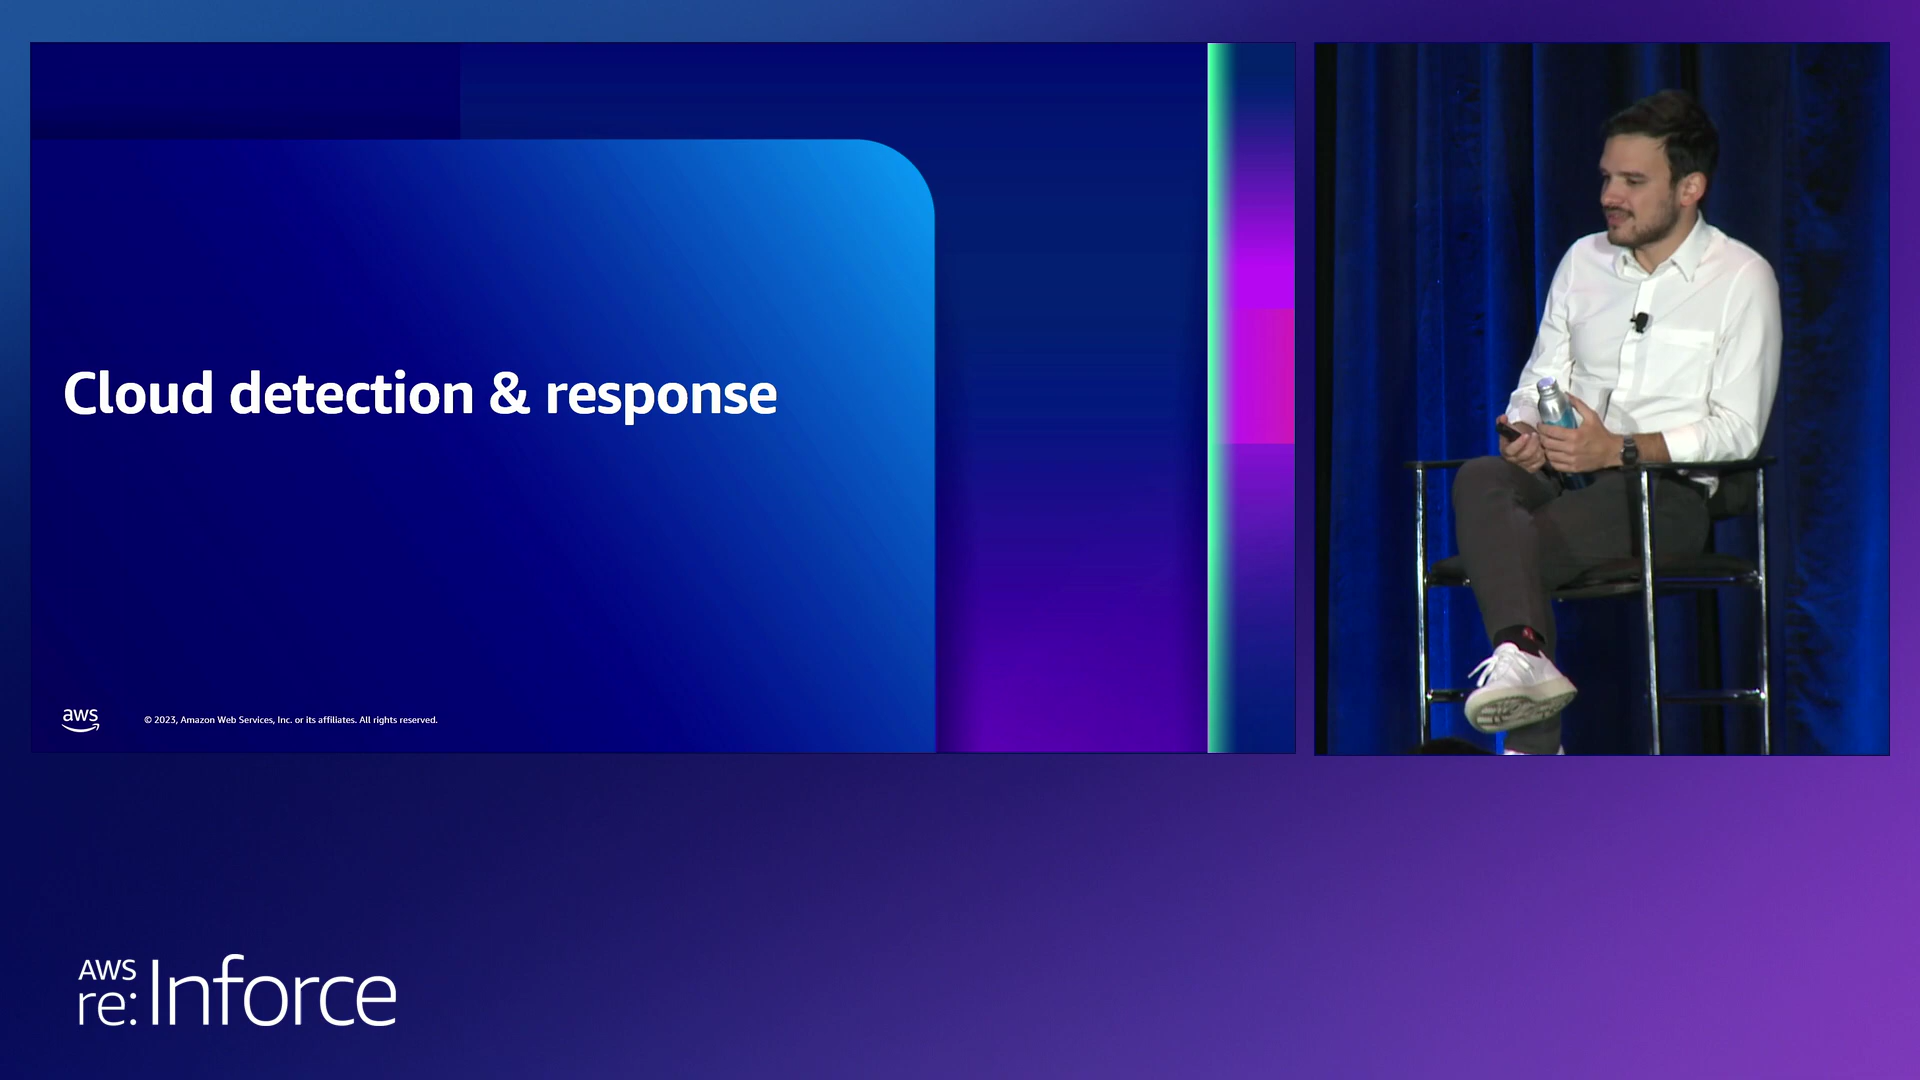 Cloud detection & response
aws
© 2023, Amazon Web Services, Inc. or its affiliates. All rights reserved.
AWS
re:Inforce